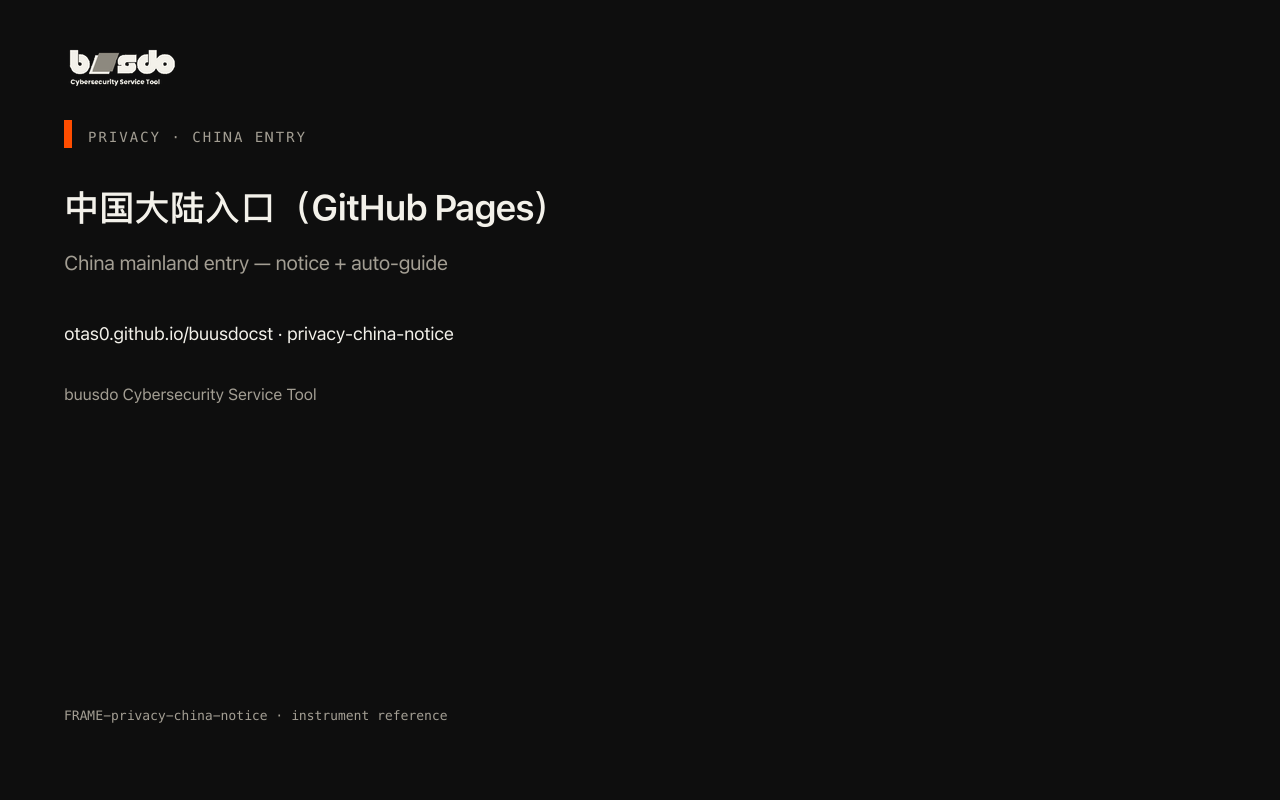 buusdo
Cybersecurity Service Tool
PRIVACY · CHINA ENTRY
中国大陆入口（GitHub Pages）
China mainland entry — notice + auto-guide
otas0.github.io/buusdocst · privacy-china-notice
buusdo Cybersecurity Service Tool
FRAME-privacy-china-notice · instrument reference